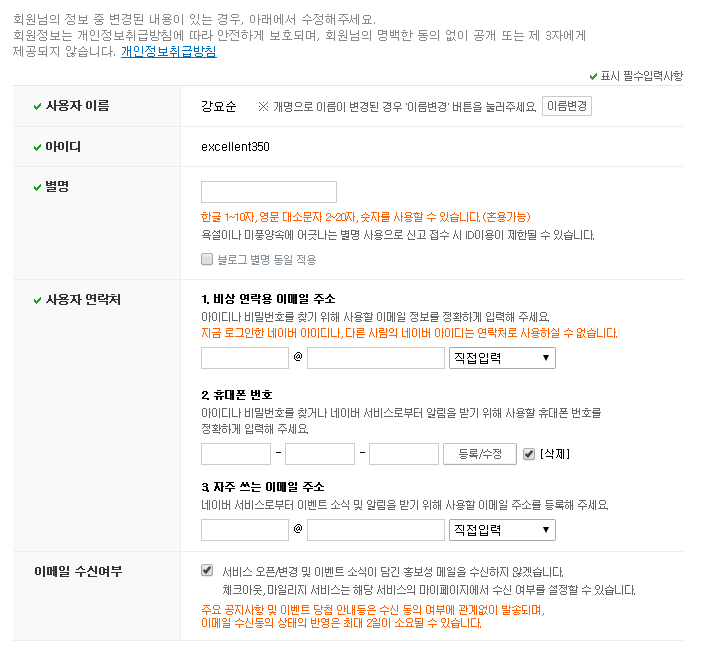 회원님의 정보 중 변경된 내용이 있는 경우, 아래에서 수정해주세요.
회원정보는 개인정보취급방침에 따라 안전하게 보호되며, 회원님의 명백한 동의 없이 공개 또는 제 3자에게
제공되지 않습니다. 개인정보취급방침
표시 필수입력사항
사용자 이름 강요순 ※ 개명으로 이름이 변경된 경우 '이름변경' 버튼을 눌러주세요. 이름변경
아이디 excellent350
별명
한글 1~10자, 영문 대소문자 2~20자, 숫자를 사용할 수 있습니다.(혼용가능)
욕설이나 미풍양속에 어긋나는 별명 사용으로 신고 접수 시 ID이용이 제한될 수 있습니다.
블로그 별명 동일 적용
사용자 연락처 1. 비상 연락용 이메일 주소
아이디나 비밀번호를 찾기 위해 사용할 이메일 정보를 정확하게 입력해 주세요.
지금 로그인한 네이버 아이디나, 다른 사람의 네이버 아이디는 연락처로 사용하실 수 없습니다.
@ 직접입력
2. 휴대폰 번호
아이디나 비밀번호를 찾거나 네이버 서비스로부터 알림을 받기 위해 사용할 휴대폰 번호를
정확하게 입력해 주세요.
- - 등록/수정 [삭제]
3. 자주 쓰는 이메일 주소
네이버 서비스로부터 이벤트 소식 및 알림을 받기 위해 사용할 이메일 주소를 등록해 주세요.
@ 직접입력
이메일 수신여부 서비스 오픈/변경 및 이벤트 소식이 담긴 홍보성 메일을 수신하지 않겠습니다.
체크아웃, 마일리지 서비스는 해당 서비스의 마이페이지에서 수신 여부를 설정할 수 있습니다.
주요 공지사항 및 이벤트 당첨 안내등은 수신 동의 여부에 관계없이 발송되며,
이메일 수신동의 상태의 반영은 최대 2일이 소요될 수 있습니다.